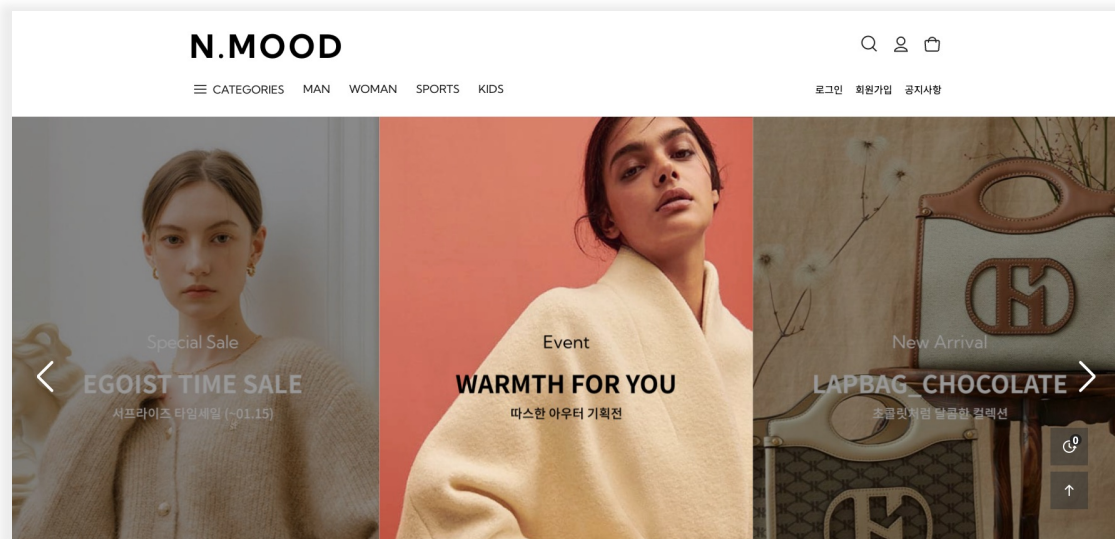 N.MOOD
CATEGORIES MAN WOMAN SPORTS KIDS
로그인 회원가입 공지사항
Special Sale
EGOIST TIME SALE
서프라이즈 타임세일 (~01.15)
Event
WARMTH FOR YOU
따스한 아우터 기획전
New Arrival
LAPBAG_CHOCOLATE
초콜릿처럼 달콤한 컬렉션
0